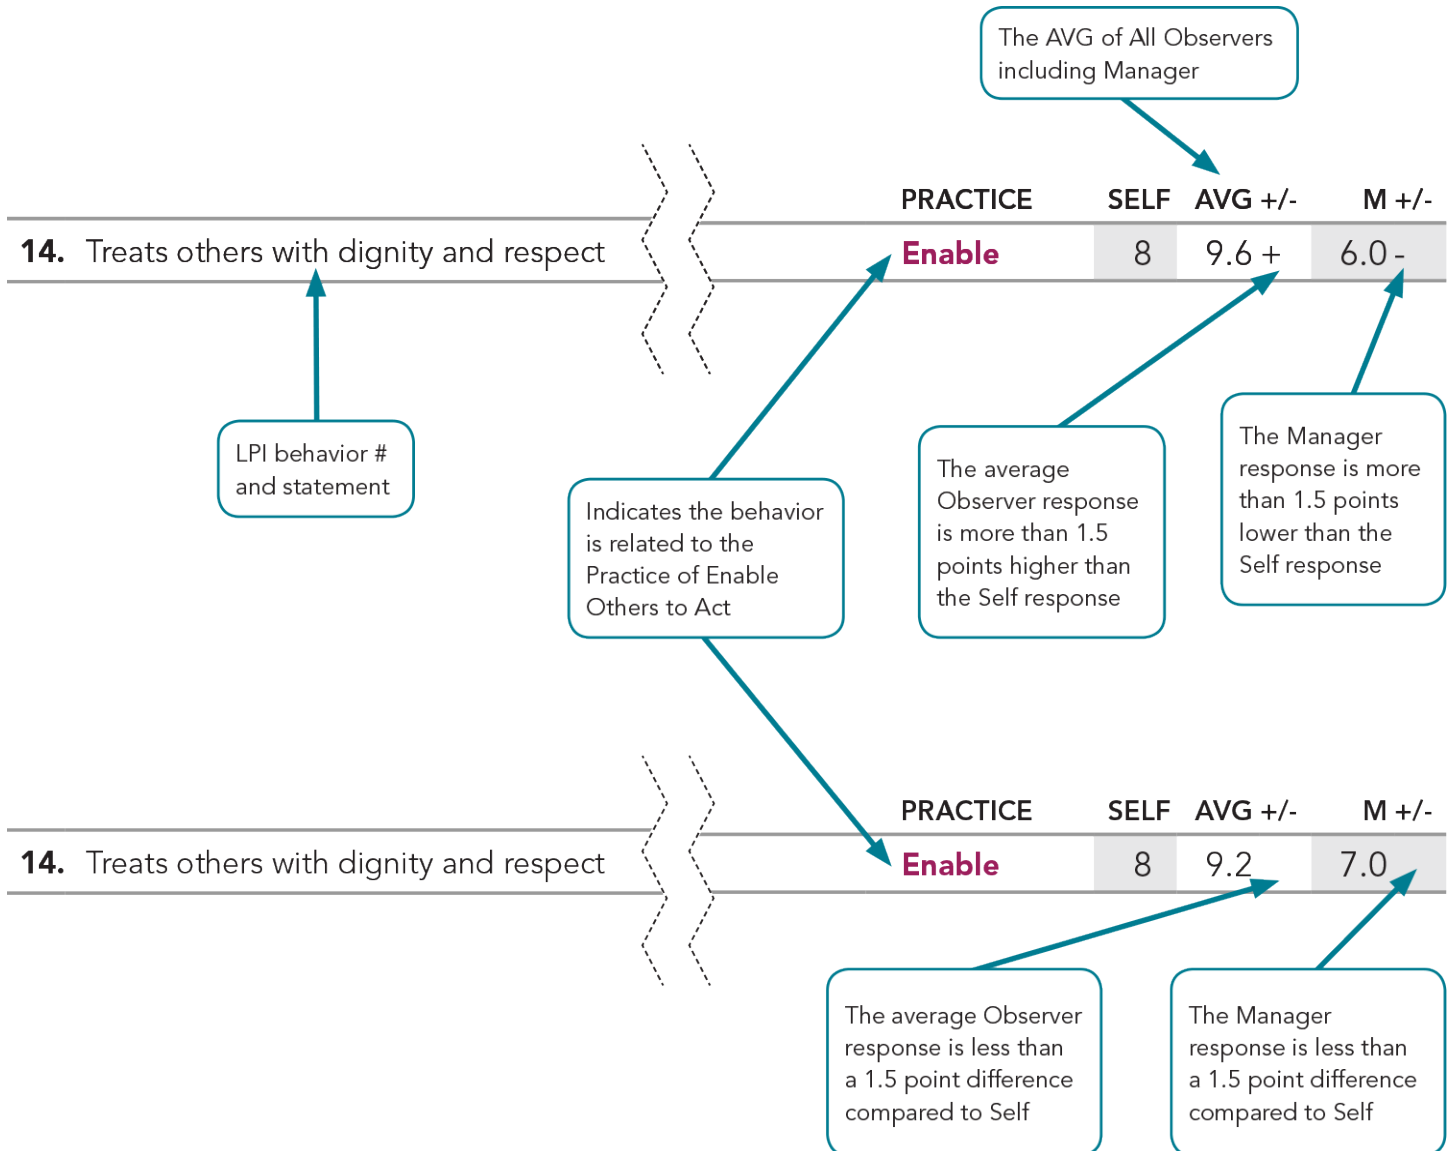 The AVG of All Observers
including Manager
PRACTICE SELF AVG +/- M +/-
14. Treats others with dignity and respect Enable 8 9.6 + 6.0 -
LPI behavior #
and statement
Indicates the behavior
is related to the
Practice of Enable
Others to Act
The average
Observer response
is more than 1.5
points higher than
the Self response
The Manager
response is more
than 1.5 points
lower than the
Self response
PRACTICE SELF AVG +/- M +/-
14. Treats others with dignity and respect Enable 8 9.2 7.0
The average Observer
response is less than
a 1.5 point difference
compared to Self
The Manager
response is less than
a 1.5 point difference
compared to Self